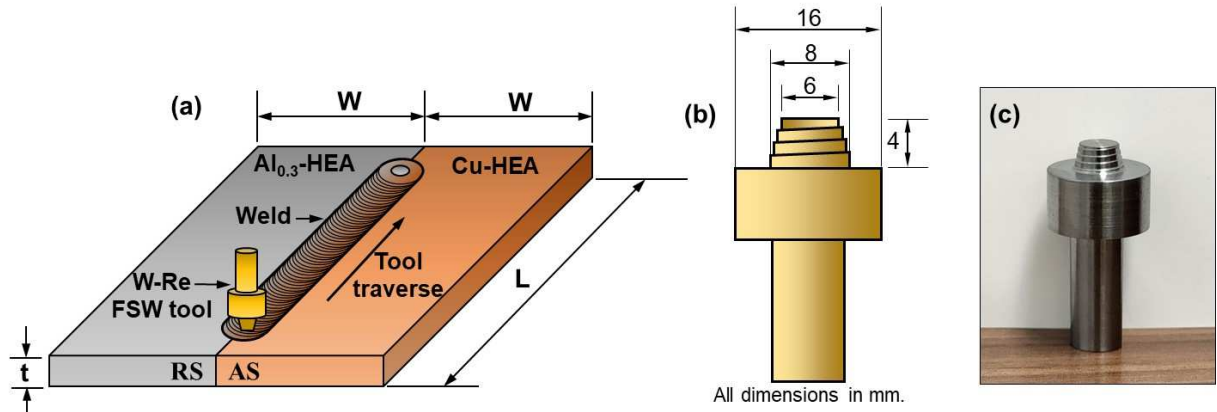 (a)
W
W
Al₀.₃-HEA
Cu-HEA
Weld
W-Re
FSW tool
Tool
traverse
L
t
RS
AS
(b)
16
8
6
4
All dimensions in mm.
(c)